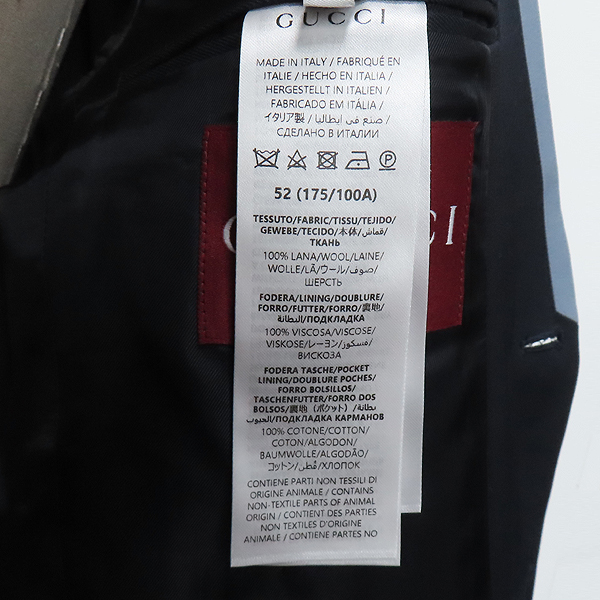 GUCCI
MADE IN ITALY / FABRIQUÉ EN
ITALIE / HECHO EN ITALIA /
HERGESTELLT IN ITALIEN /
FABRICADO EM ITÁLIA /
イタリア製 / صنع في ايطاليا /
СДЕЛАНО В ИТАЛИИ
52 (175/100A)
TESSUTO/FABRIC/TISSU/TEJIDO/
GEWEBE/TECIDO/本体/قماش/
ТКАНЬ
100% LANA/WOOL/LAINE/
WOLLE/LÃ/ウール/صوف/
ШЕРСТЬ
FODERA/LINING/DOUBLURE/
FORRO/FUTTER/FORRO/裏地/
البطانة/ПОДКЛАДКА
100% VISCOSA/VISCOSE/
VISKOSE/レーヨン/فسكوز/
ВИСКОЗА
FODERA TASCHE/POCKET
LINING/DOUBLURE POCHES/
FORRO BOLSILLOS/
TASCHENFUTTER/FORRO DOS
BOLSOS/裏地 (ポケット) /بطانة
الجيوب/ПОДКЛАДКА КАРМАНОВ
100% COTONE/COTTON/
COTON/ALGODON/
BAUMWOLLE/ALGODÃO/
コットン/قطن/ХЛОПОК
CONTIENE PARTI NON TESSILI DI
ORIGINE ANIMALE / CONTAINS
NON-TEXTILE PARTS OF ANIMAL
ORIGIN / CONTIENT DES PARTIES
NON TEXTILES D'ORIGINE
ANIMALE / CONTIENE PARTES NO